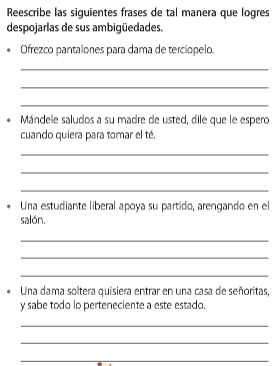 Reescribe las siguientes frases de tal manera que logres
despojarlas de sus ambigüedades.
• Ofrezco pantalones para dama de terciopelo.
• Mándele saludos a su madre de usted, dile que le espero
cuando quiera para tomar el té.
• Una estudiante liberal apoya su partido, arengando en el
salón.
• Una dama soltera quisiera entrar en una casa de señoritas,
y sabe todo lo perteneciente a este estado.